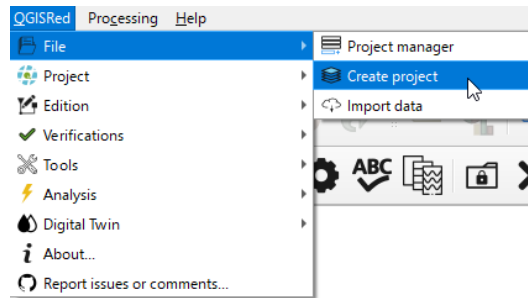 QGISRed Processing Help
File
Project
Edition
Verifications
Tools
Analysis
Digital Twin
About...
Report issues or comments...
Project manager
Create project
Import data
ABC